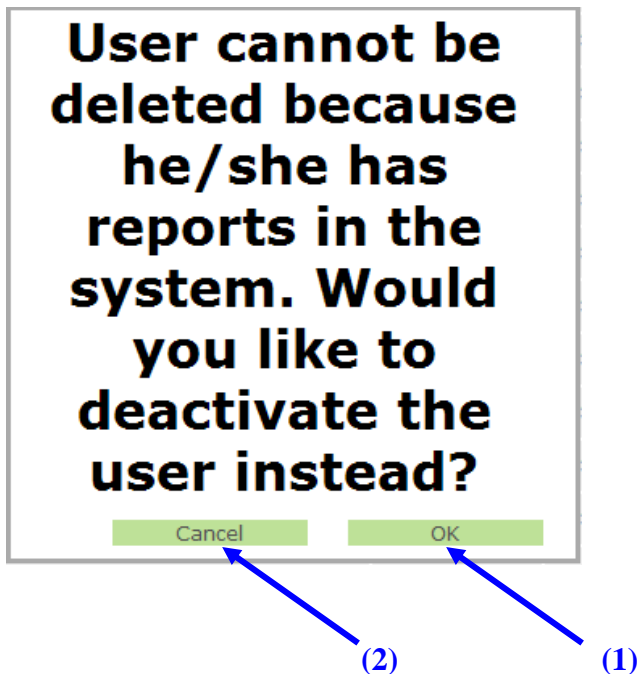 User cannot be
deleted because
he/she has
reports in the
system. Would
you like to
deactivate the
user instead?
Cancel OK
(2) (1)